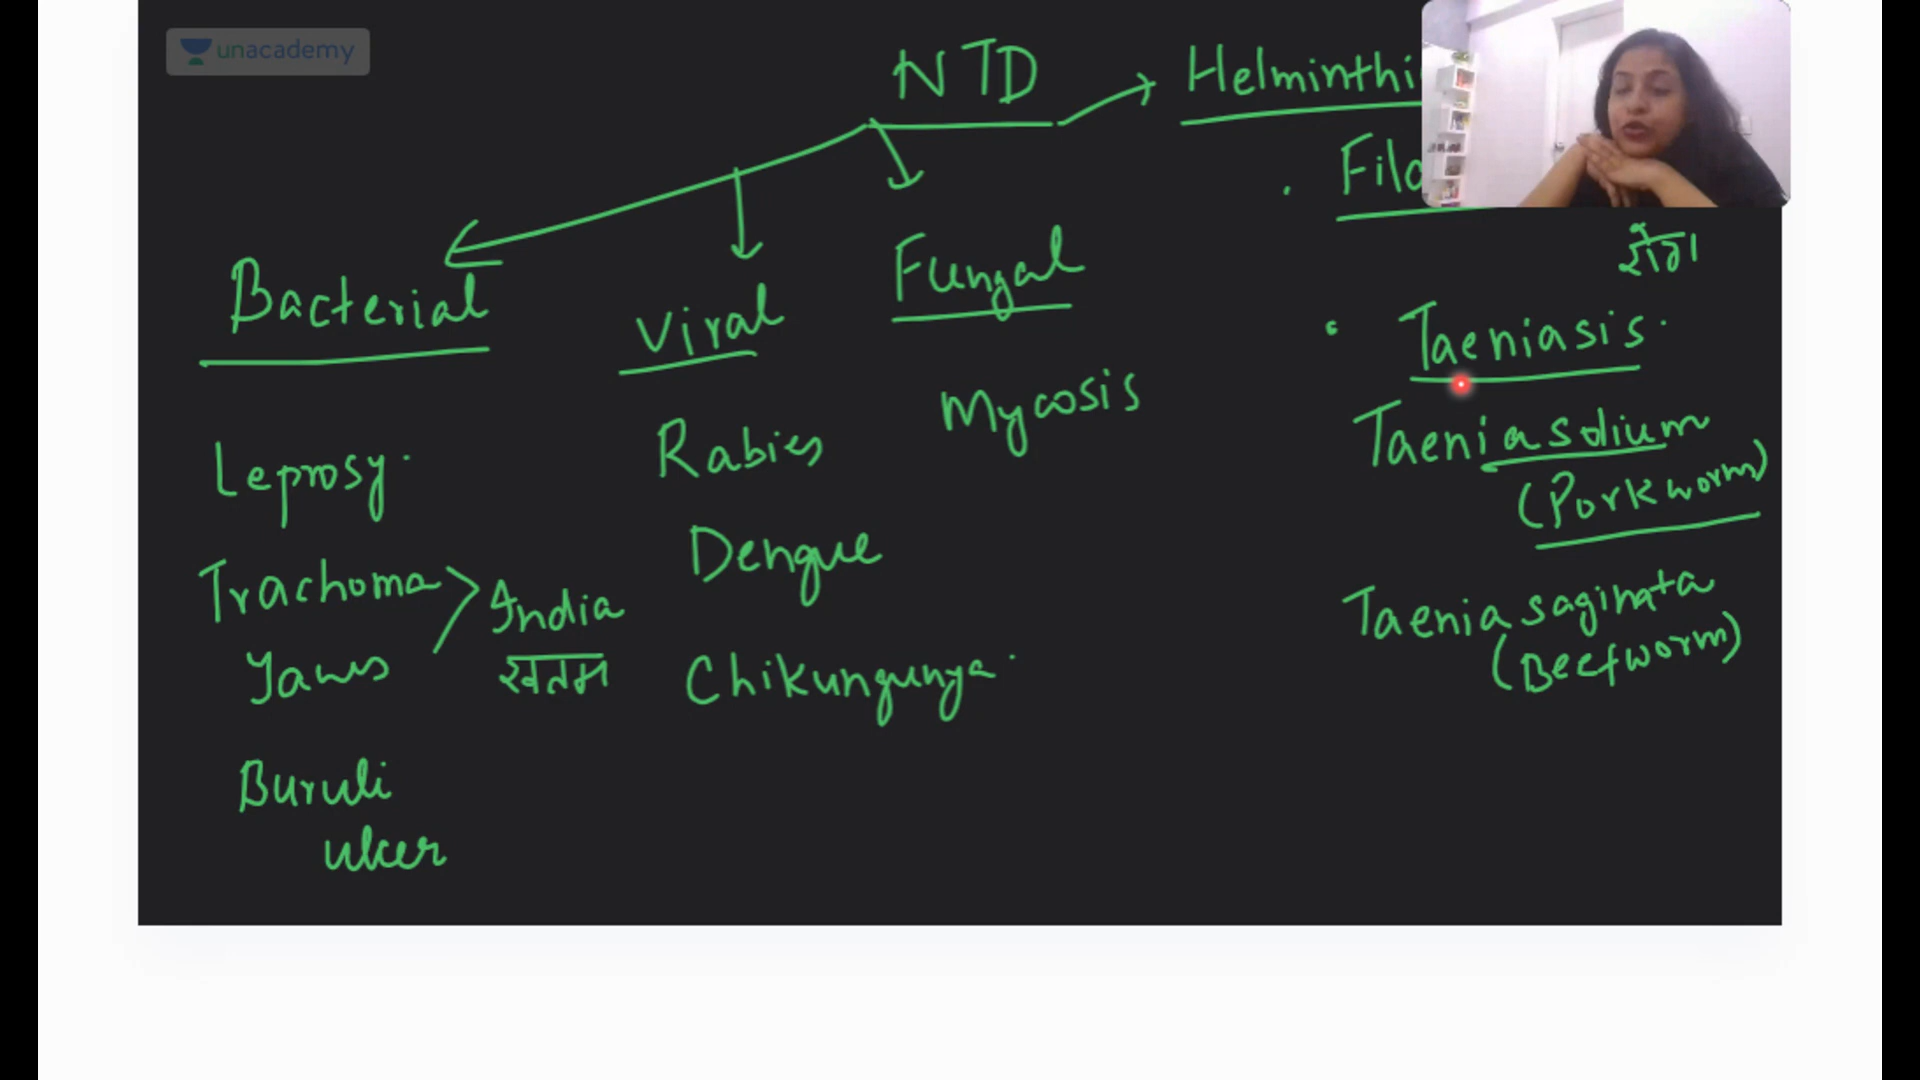 unacademy
NTD
Helminthi
Fila
रोग
Bacterial
Viral
Fungal
Taeniasis.
Leprosy.
Rabies
Mycosis
Taenia solium
(Porkworm)
Trachoma
Yaws
India
खतम
Dengue
Taenia saginata
(Beefworm)
Chikungunya.
Buruli
ulcer